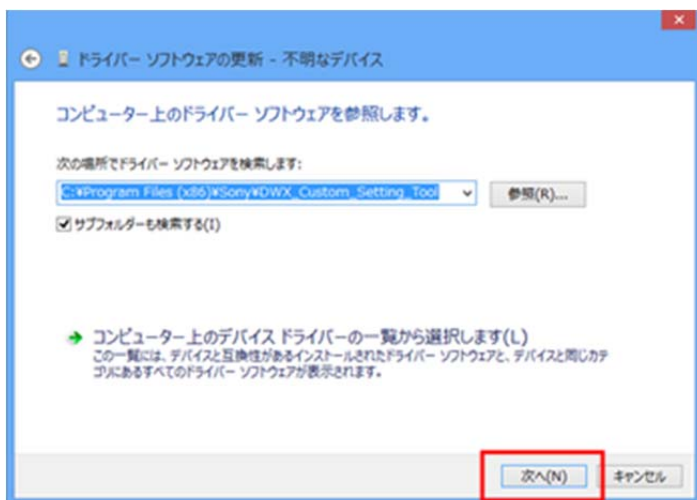 ドライバー ソフトウェアの更新 - 不明なデバイス
コンピューター上のドライバー ソフトウェアを参照します。
次の場所でドライバー ソフトウェアを検索します:
C:¥Program Files (x86)¥Sony¥DWX_Custom_Setting_Tool
参照(R)...
サブフォルダーも検索する(I)
コンピューター上のデバイス ドライバーの一覧から選択します(L)
この一覧には、デバイスと互換性があるインストールされたドライバー ソフトウェアと、デバイスと同じカテ
ゴリにあるすべてのドライバー ソフトウェアが表示されます。
次へ(N)
キャンセル